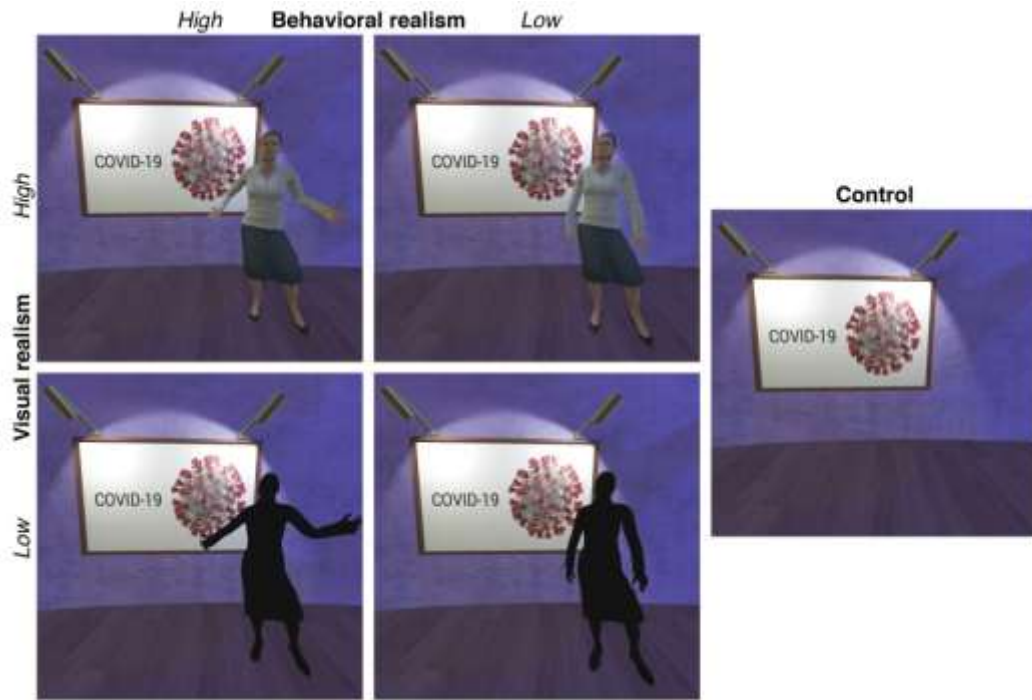 High Behavioral realism Low
High
COVID-19
COVID-19
Control
COVID-19
Visual realism
Low
COVID-19
COVID-19